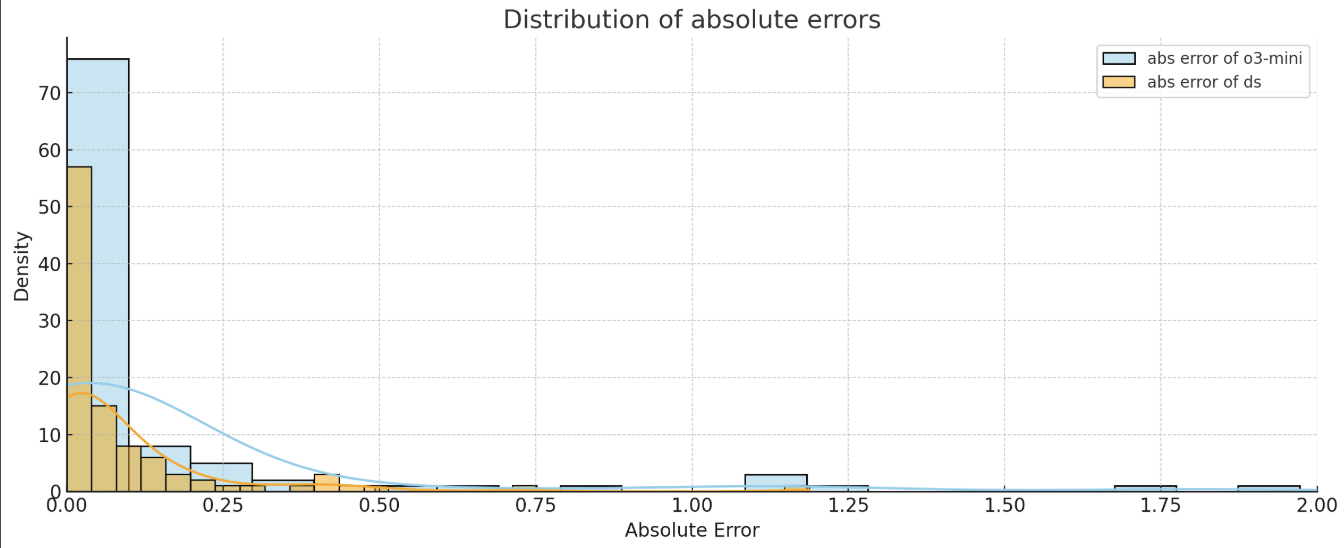 Distribution of absolute errors
abs error of o3-mini
abs error of ds
Density
70
60
50
40
30
20
10
0
0.00 0.25 0.50 0.75 1.00 1.25 1.50 1.75 2.00
Absolute Error